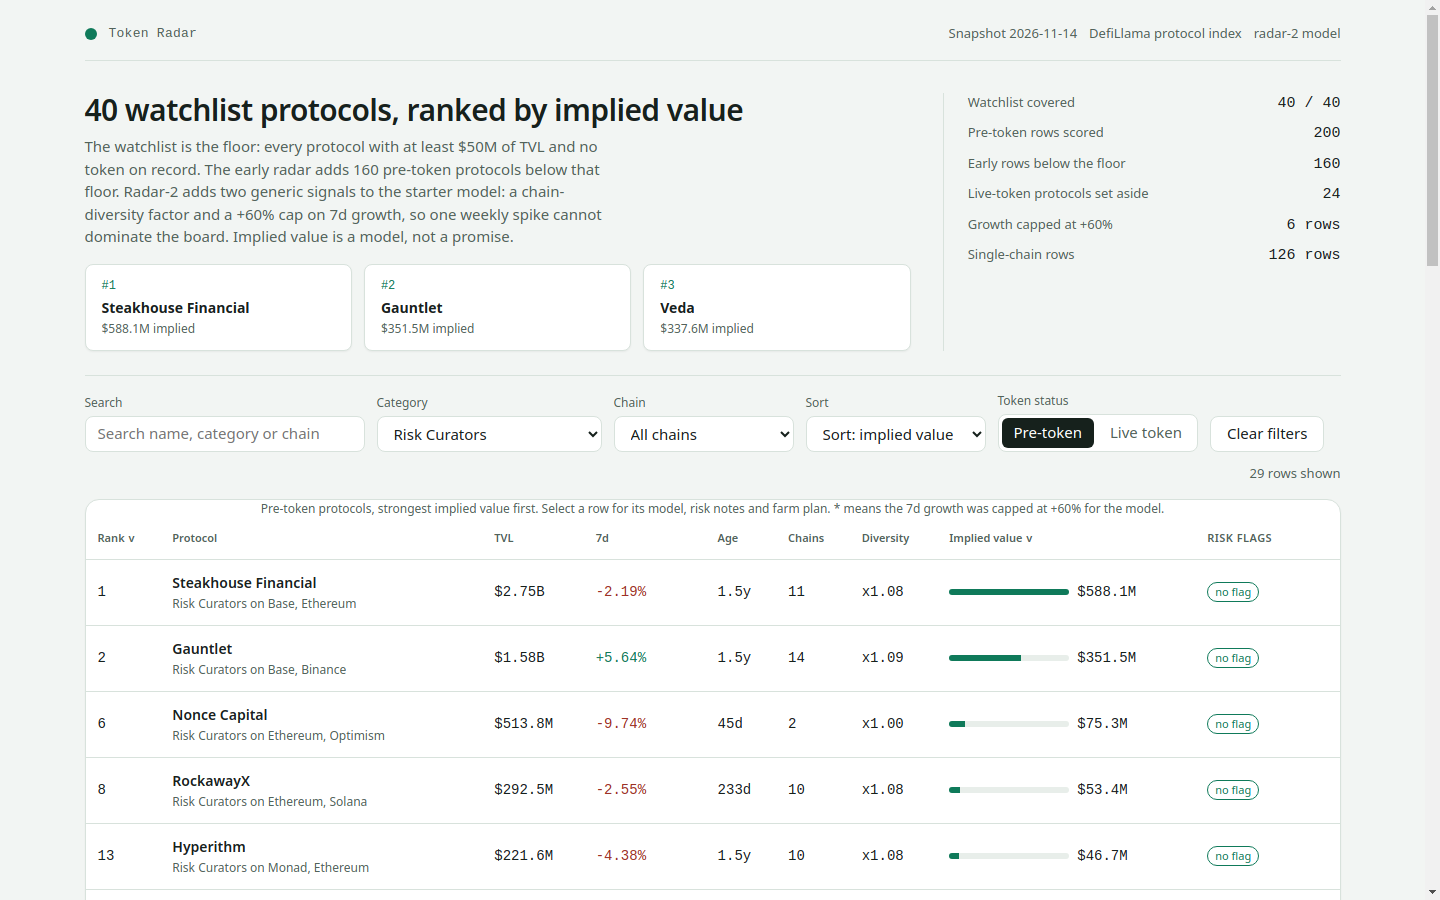 Token Radar
Snapshot 2026-11-14 DefiLlama protocol index radar-2 model
40 watchlist protocols, ranked by implied value
The watchlist is the floor: every protocol with at least $50M of TVL and no
token on record. The early radar adds 160 pre-token protocols below that
floor. Radar-2 adds two generic signals to the starter model: a chain-
diversity factor and a +60% cap on 7d growth, so one weekly spike cannot
dominate the board. Implied value is a model, not a promise.
#1
Steakhouse Financial
$588.1M implied
#2
Gauntlet
$351.5M implied
#3
Veda
$337.6M implied
Watchlist covered 40 / 40
Pre-token rows scored 200
Early rows below the floor 160
Live-token protocols set aside 24
Growth capped at +60% 6 rows
Single-chain rows 126 rows
Search Category Chain Sort Token status
Search name, category or chain Risk Curators All chains Sort: implied value Pre-token Live token Clear filters
29 rows shown
Pre-token protocols, strongest implied value first. Select a row for its model, risk notes and farm plan. * means the 7d growth was capped at +60% for the model.
Rank v Protocol TVL 7d Age Chains Diversity Implied value v RISK FLAGS
1 Steakhouse Financial $2.75B -2.19% 1.5y 11 x1.08 $588.1M no flag
Risk Curators on Base, Ethereum
2 Gauntlet $1.58B +5.64% 1.5y 14 x1.09 $351.5M no flag
Risk Curators on Base, Binance
6 Nonce Capital $513.8M -9.74% 45d 2 x1.00 $75.3M no flag
Risk Curators on Ethereum, Optimism
8 RockawayX $292.5M -2.55% 233d 10 x1.08 $53.4M no flag
Risk Curators on Ethereum, Solana
13 Hyperithm $221.6M -4.38% 1.5y 10 x1.08 $46.7M no flag
Risk Curators on Monad, Ethereum